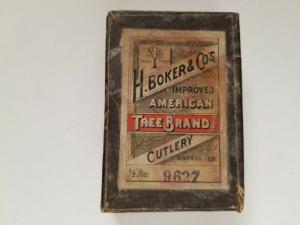 H. BOKER & CO'S
IMPROVED
AMERICAN
TREE BRAND
CUTLERY
WARRANTED
½ Doz
9627